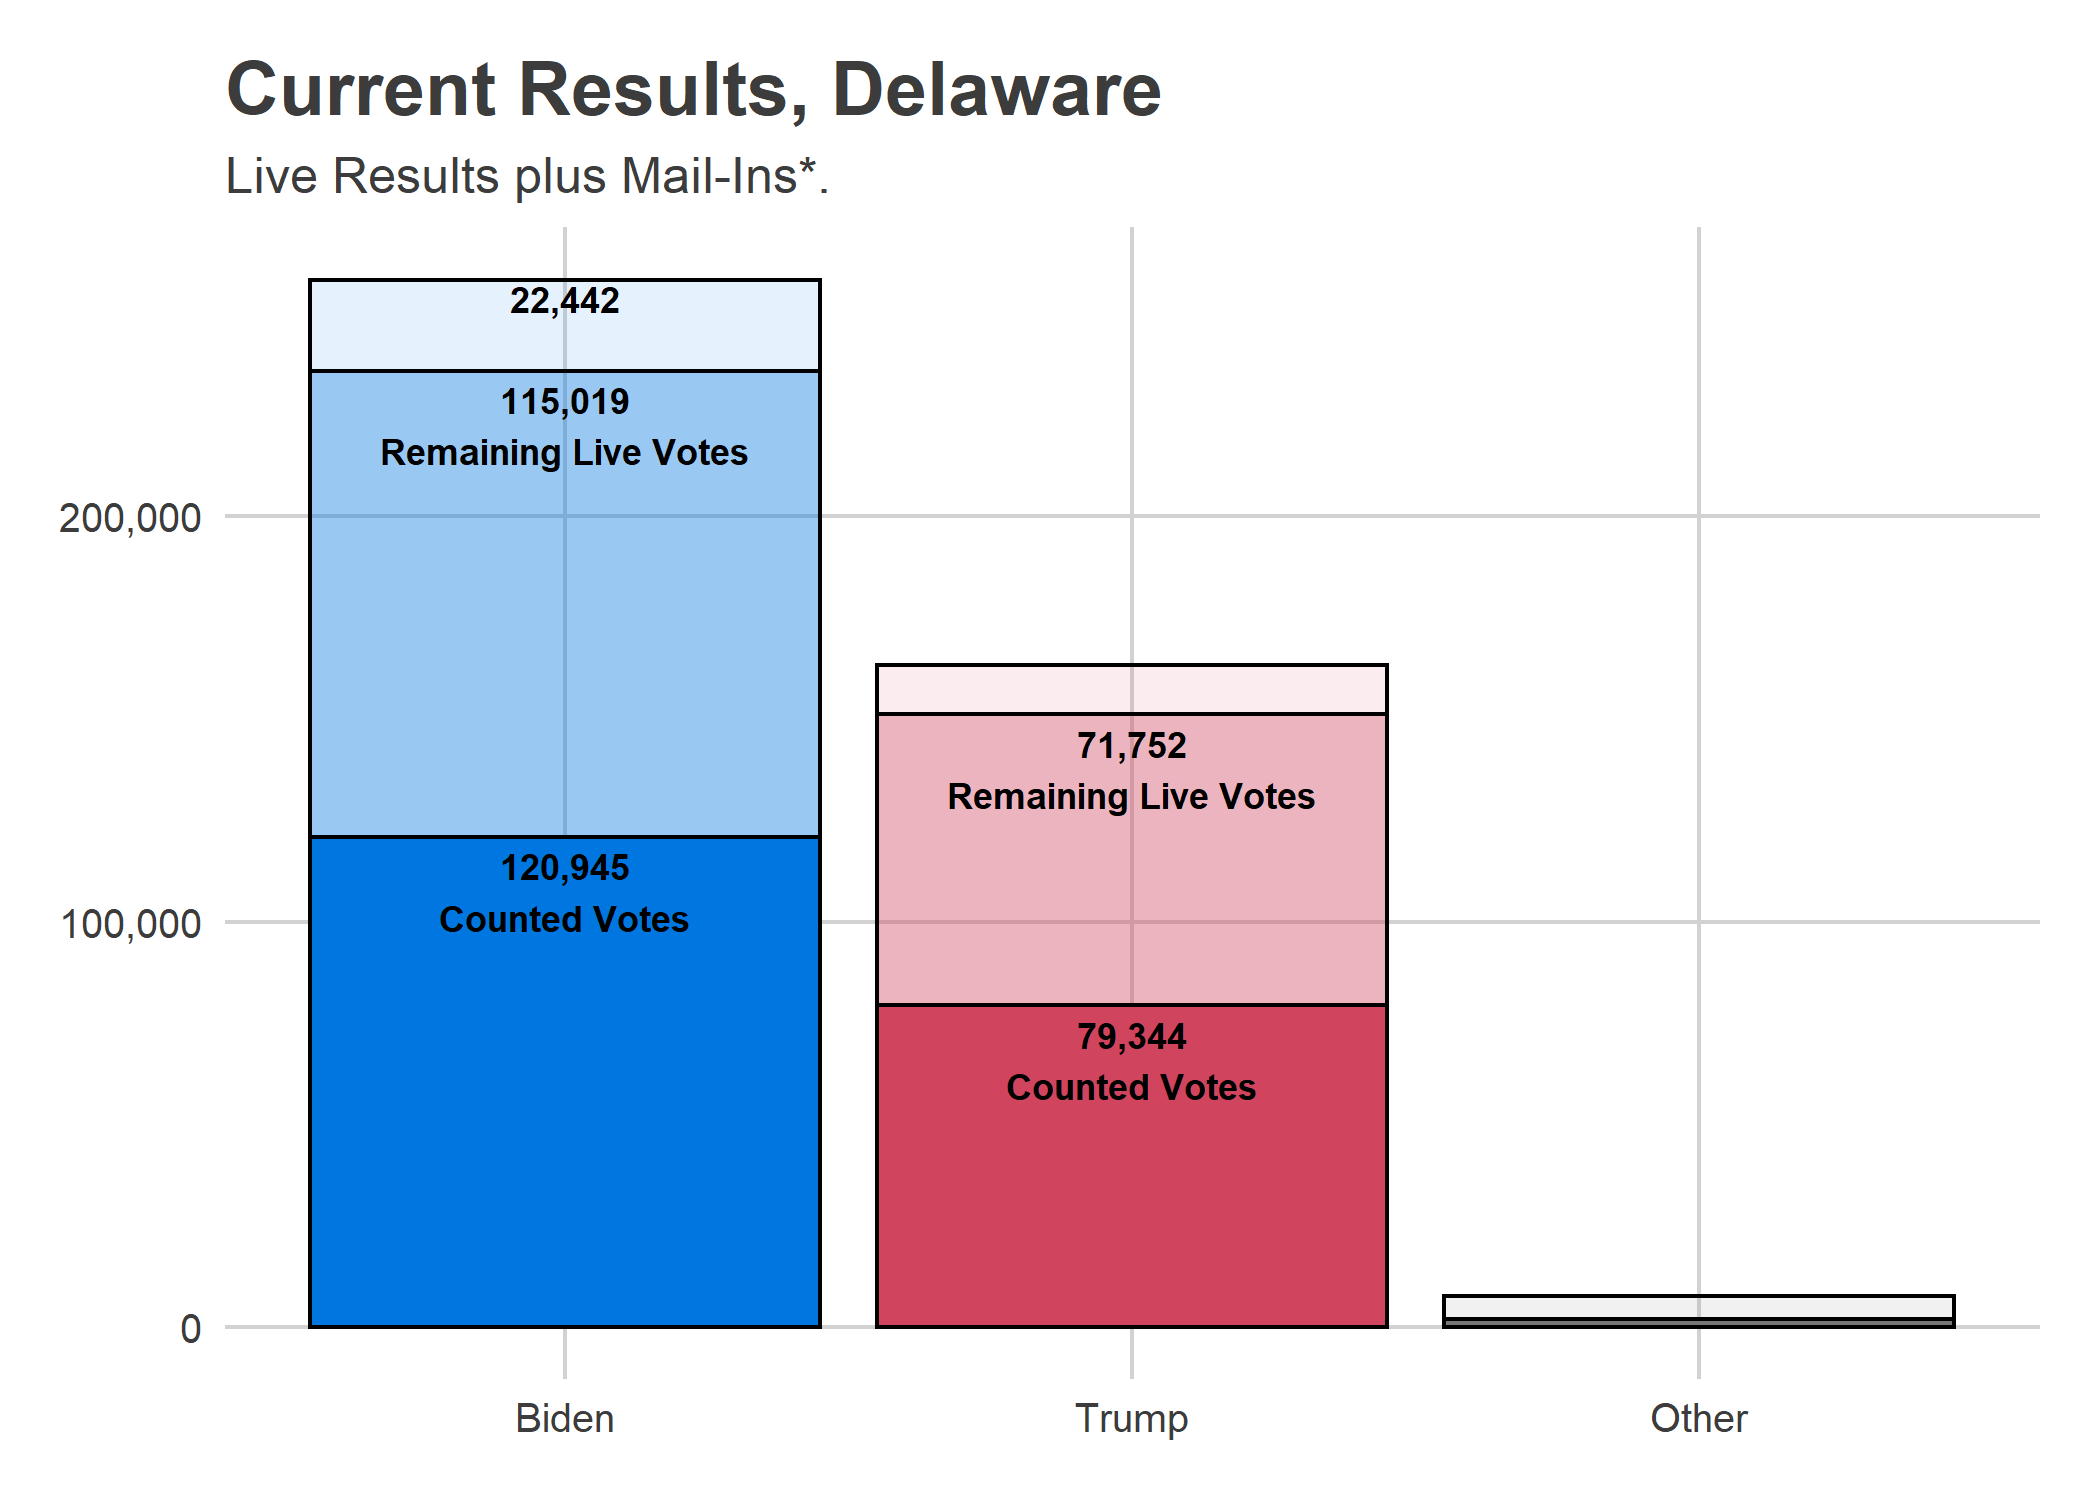 Current Results, Delaware
Live Results plus Mail-Ins*.
22,442
115,019
Remaining Live Votes
200,000
71,752
Remaining Live Votes
120,945
Counted Votes
100,000
79,344
Counted Votes
0
Biden
Trump
Other